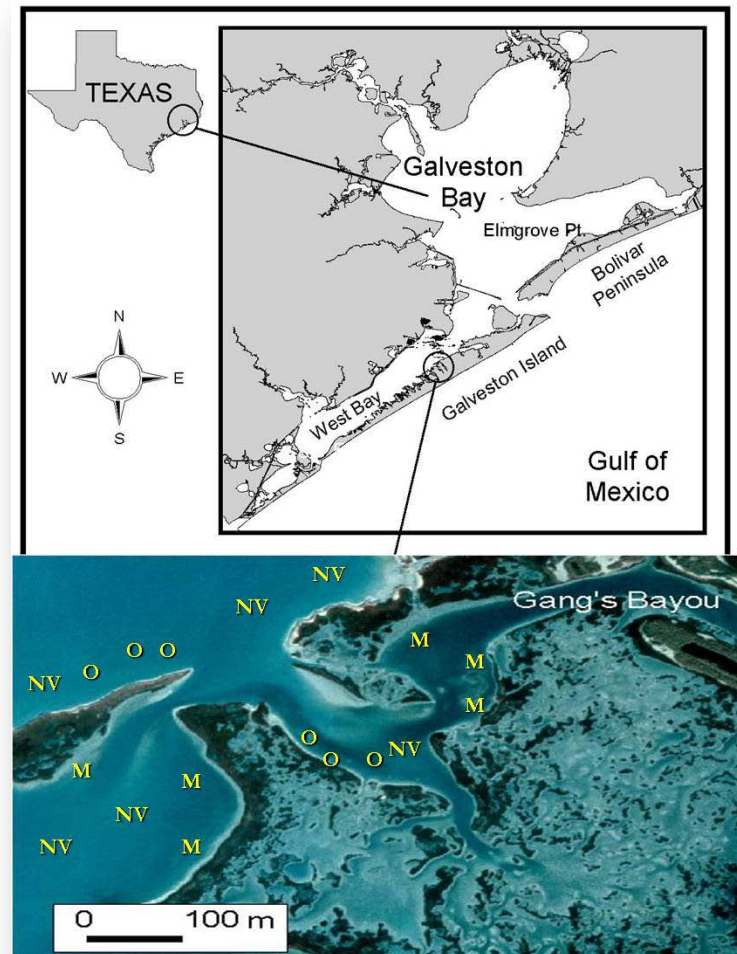 TEXAS
Galveston
Bay
Elmgrove Pt.
Bolivar
Peninsula
N
W
E
S
West Bay
Galveston Island
Gulf of
Mexico
NV
NV
Gang's Bayou
O
O
O
NV
M
M
M
O
O
O
NV
M
M
NV
NV
M
0
100 m